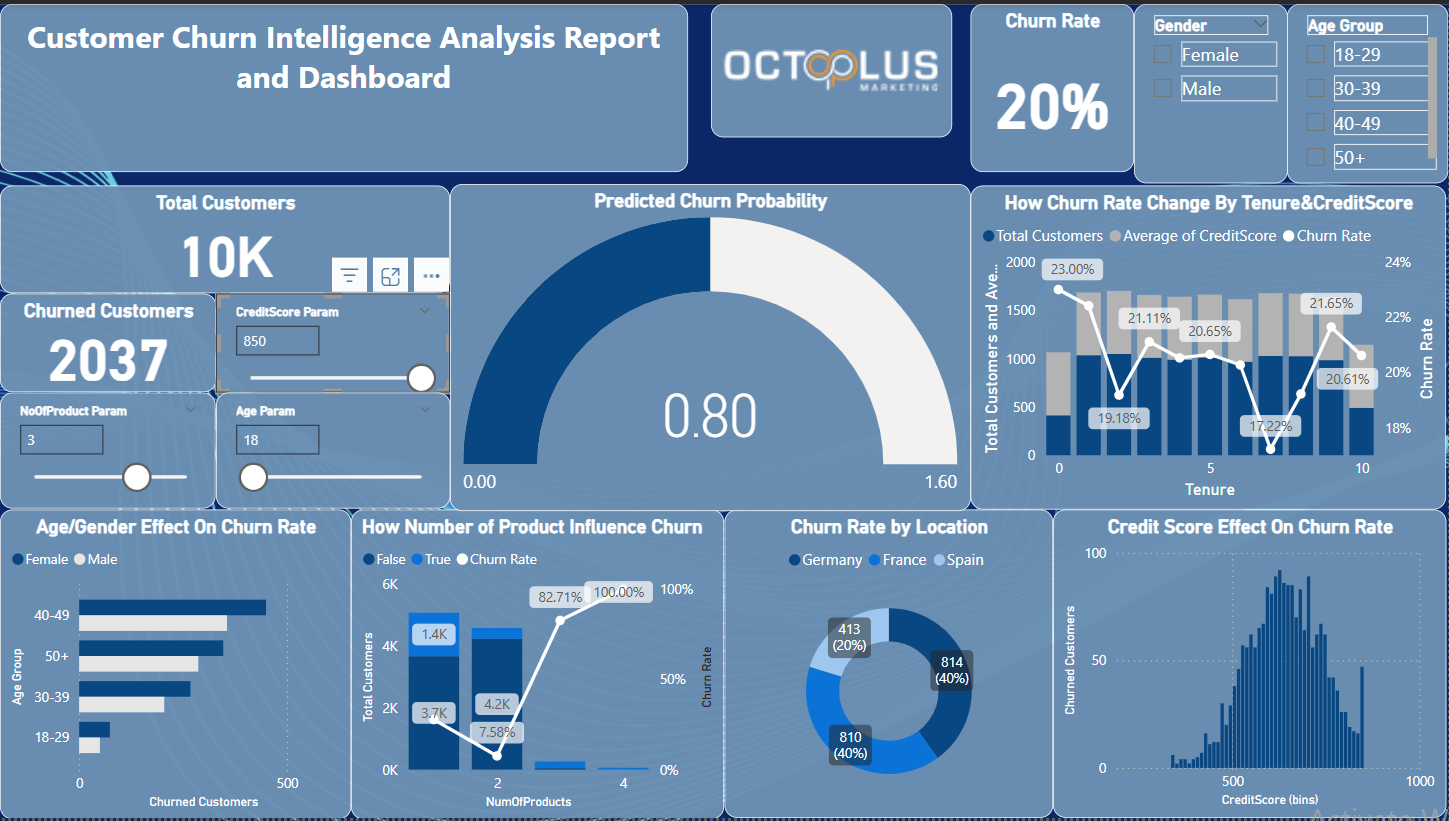 Customer Churn Intelligence Analysis Report
and Dashboard
OCTOPLUS
MARKETING
Churn Rate
20%
Gender
Female
Male
Age Group
18-29
30-39
40-49
50+
Total Customers
10K
Churned Customers
2037
CreditScore Param
850
NoOfProduct Param
3
Age Param
18
Predicted Churn Probability
0.80
0.00
1.60
How Churn Rate Change By Tenure&CreditScore
Total Customers Average of CreditScore Churn Rate
Total Customers and Ave...
2000
1500
1000
500
0
23.00%
19.18%
21.11%
20.65%
17.22%
21.65%
20.61%
24%
22%
20%
18%
Churn Rate
0 5 10
Tenure
Age/Gender Effect On Churn Rate
Female Male
Age Group
40-49
50+
30-39
18-29
0 500
Churned Customers
How Number of Product Influence Churn
False True Churn Rate
Total Customers
6K
4K
2K
0K
1.4K
3.7K
4.2K
7.58%
82.71%
100.00%
100%
50%
0%
Churn Rate
2 4
NumOfProducts
Churn Rate by Location
Germany France Spain
413
(20%)
814
(40%)
810
(40%)
Credit Score Effect On Churn Rate
Churned Customers
100
50
0
500 1000
CreditScore (bins)